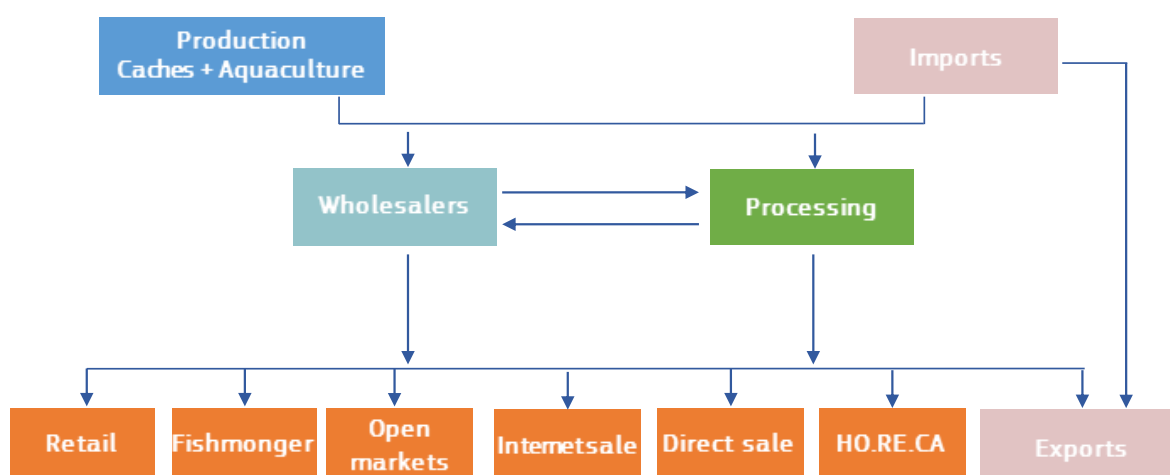 Production
Caches + Aquaculture
Imports
Wholesalers
Processing
Retail
Fishmonger
Open
markets
Internetsale
Direct sale
HO.RE.CA
Exports